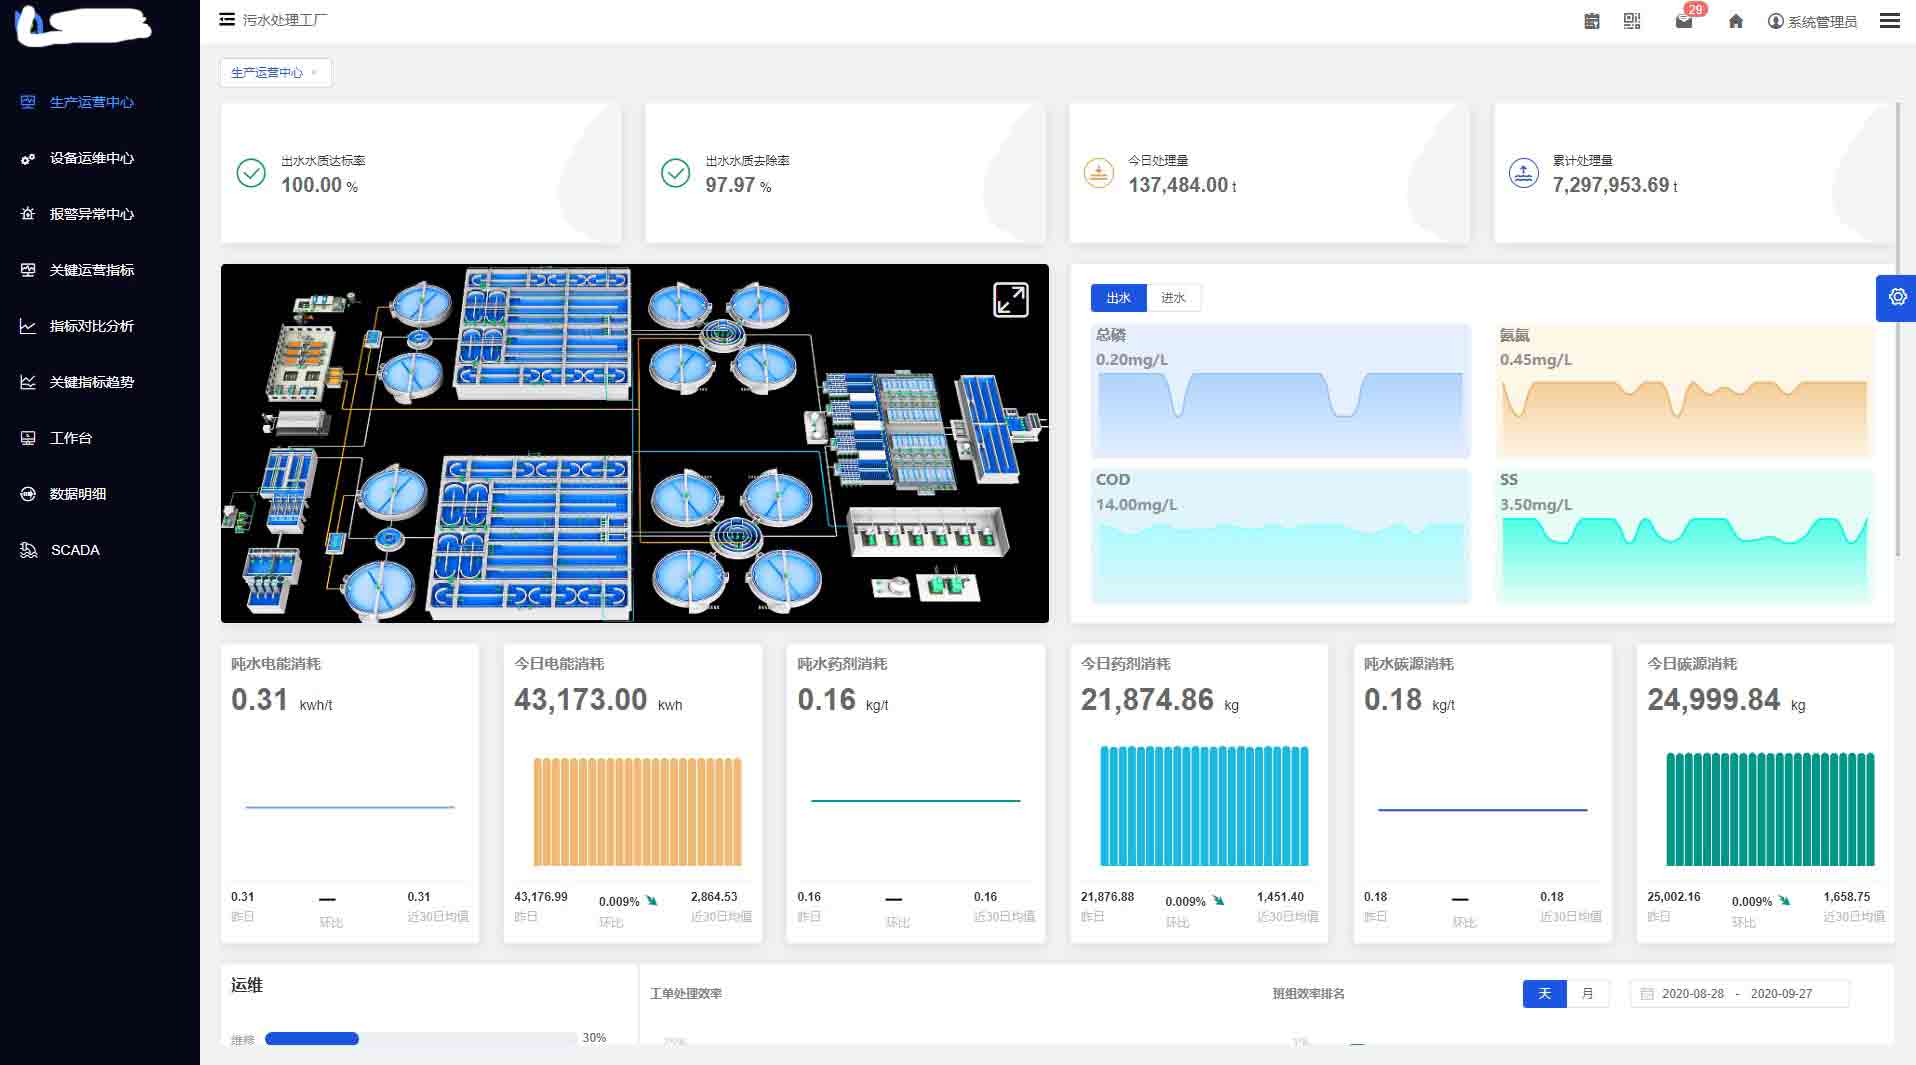 污水处理工厂
29
系统管理员
生产运营中心 ×
生产运营中心
设备运维中心
报警异常中心
关键运营指标
指标对比分析
关键指标趋势
工作台
数据明细
SCADA
出水水质达标率
100.00 %
出水水质去除率
97.97 %
今日处理量
137,484.00 t
累计处理量
7,297,953.69 t
出水 进水
总磷
0.20mg/L
氨氮
0.45mg/L
COD
14.00mg/L
SS
3.50mg/L
吨水电能消耗
0.31 kwh/t
0.31 — 0.31
昨日 环比 近30日均值
今日电能消耗
43,173.00 kwh
43,176.99 0.009% 2,864.53
昨日 环比 近30日均值
吨水药剂消耗
0.16 kg/t
0.16 — 0.16
昨日 环比 近30日均值
今日药剂消耗
21,874.86 kg
21,876.88 0.009% 1,451.40
昨日 环比 近30日均值
吨水碳源消耗
0.18 kg/t
0.18 — 0.18
昨日 环比 近30日均值
今日碳源消耗
24,999.84 kg
25,002.16 0.009% 1,658.75
昨日 环比 近30日均值
运维
维修 30%
工单处理效率
班组效率排名
天 月
2020-08-28 - 2020-09-27